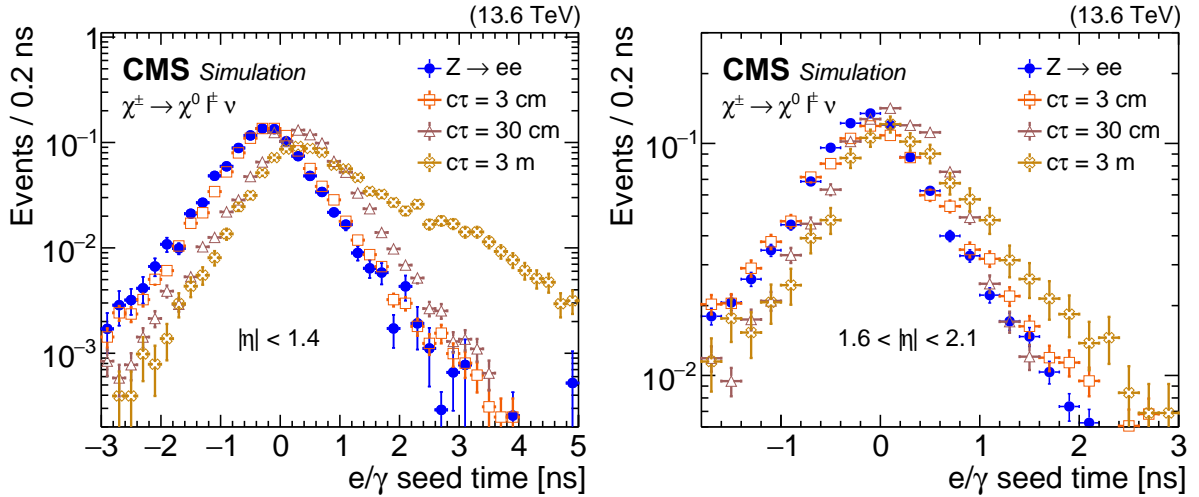 (13.6 TeV)
CMS Simulation
χ± → χ0 l± ν
Z → ee
cτ = 3 cm
cτ = 30 cm
cτ = 3 m
|η| < 1.4
Events / 0.2 ns
1
10−1
10−2
10−3
−3 −2 −1 0 1 2 3 4 5
e/γ seed time [ns]
(13.6 TeV)
CMS Simulation
χ± → χ0 l± ν
Z → ee
cτ = 3 cm
cτ = 30 cm
cτ = 3 m
1.6 < |η| < 2.1
Events / 0.2 ns
10−1
10−2
−1 0 1 2 3
e/γ seed time [ns]